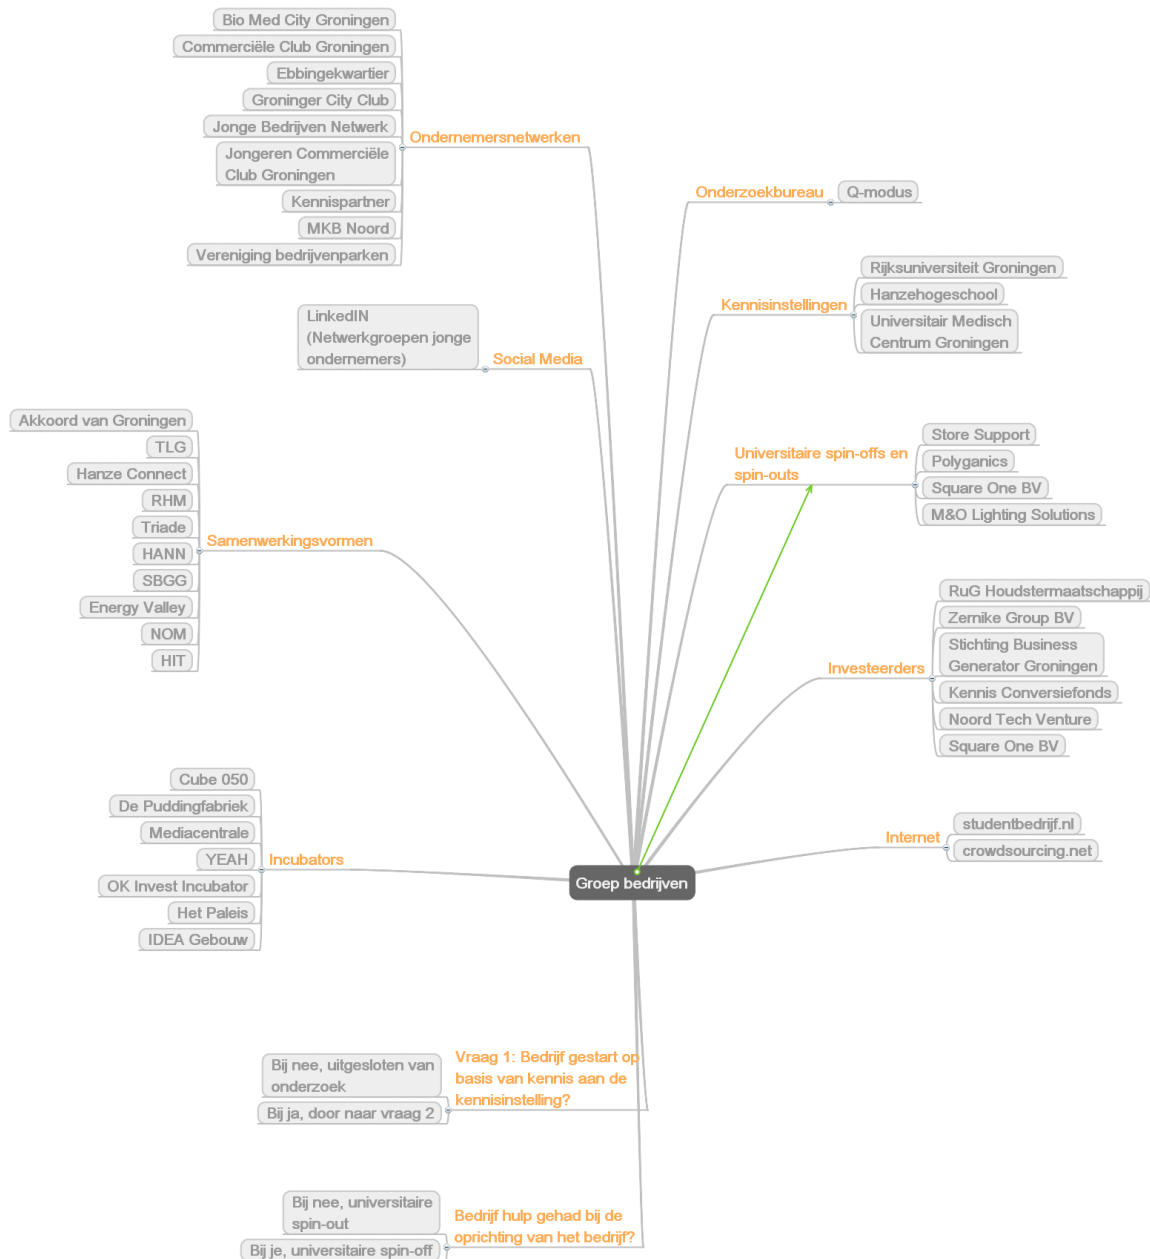 Bio Med City Groningen
Commerciële Club Groningen
Ebbingekwartier
Groninger City Club
Jonge Bedrijven Netwerk
Jongeren Commerciële
Club Groningen
Kennispartner
MKB Noord
Vereniging bedrijvenparken
Ondernemersnetwerken
LinkedIN
(Netwerkgroepen jonge
ondernemers)
Social Media
Akkoord van Groningen
TLG
Hanze Connect
RHM
Triade
HANN
SBGG
Energy Valley
NOM
HIT
Samenwerkingsvormen
Cube 050
De Puddingfabriek
Mediacentrale
YEAH
OK Invest Incubator
Het Paleis
IDEA Gebouw
Incubators
Groep bedrijven
Onderzoekbureau
Q-modus
Kennisinstellingen
Rijksuniversiteit Groningen
Hanzehogeschool
Universitair Medisch
Centrum Groningen
Universitaire spin-offs en
spin-outs
Store Support
Polyganics
Square One BV
M&O Lighting Solutions
Investeerders
RuG Houdstermaatschappij
Zernike Group BV
Stichting Business
Generator Groningen
Kennis Conversiefonds
Noord Tech Venture
Square One BV
Internet
studentbedrijf.nl
crowdsourcing.net
Vraag 1: Bedrijf gestart op
basis van kennis aan de
kennisinstelling?
Bij nee, uitgesloten van
onderzoek
Bij ja, door naar vraag 2
Bedrijf hulp gehad bij de
oprichting van het bedrijf?
Bij nee, universitaire
spin-out
Bij je, universitaire spin-off